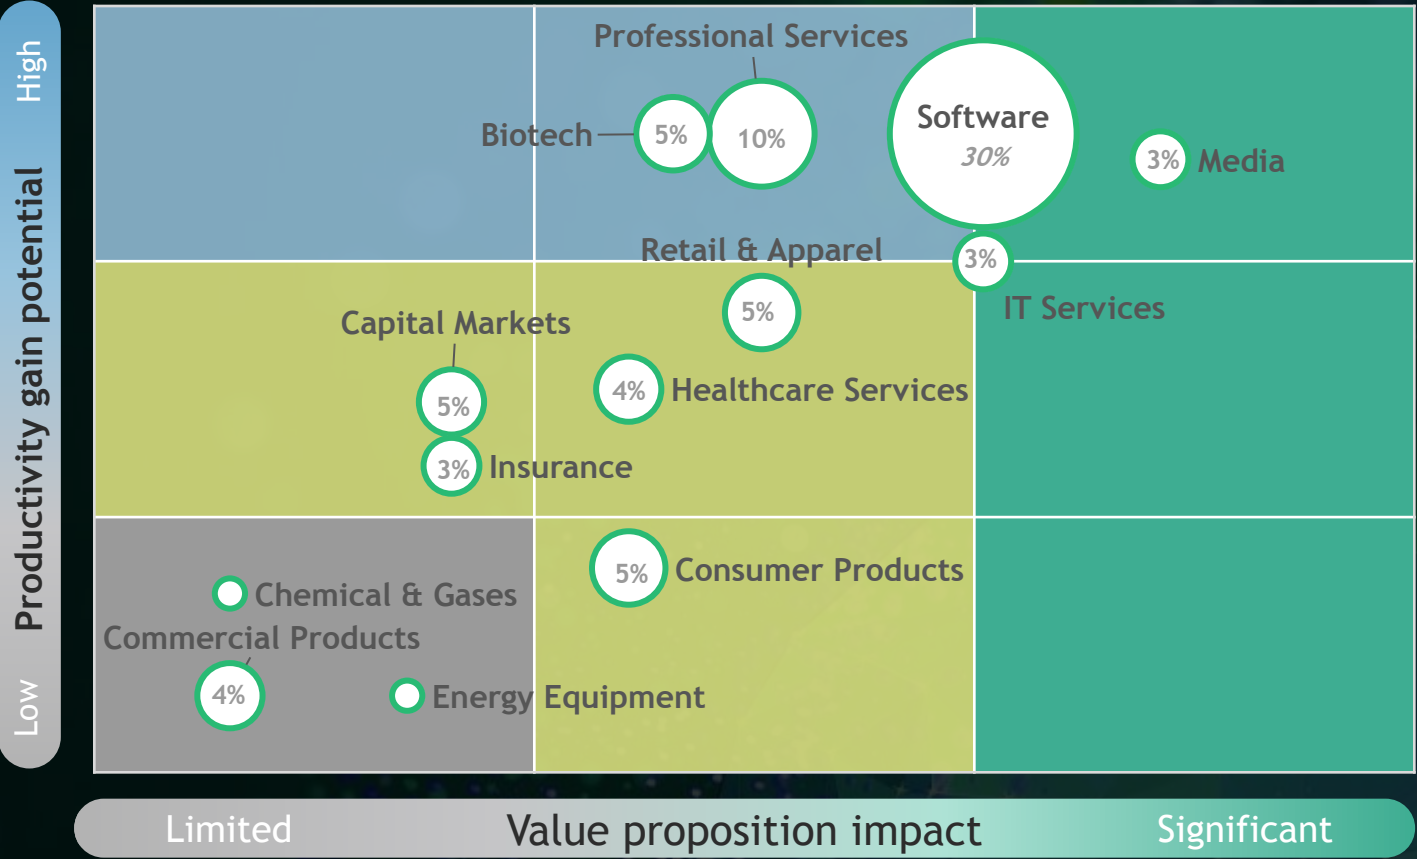 High
Productivity gain potential
Low
Professional Services
Biotech
5%
10%
Software
30%
3%
Media
Retail & Apparel
3%
IT Services
5%
Capital Markets
5%
4%
Healthcare Services
3%
Insurance
5%
Consumer Products
Chemical & Gases
Commercial Products
4%
Energy Equipment
Limited
Value proposition impact
Significant